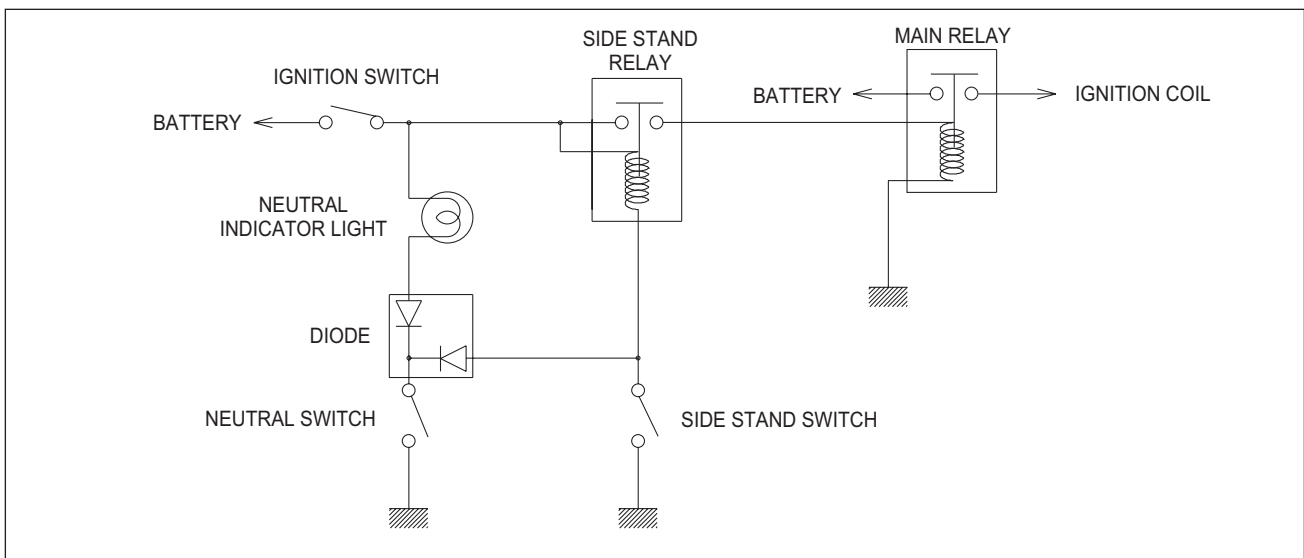 SIDE STAND
RELAY
MAIN RELAY
IGNITION SWITCH
BATTERY
BATTERY
IGNITION COIL
NEUTRAL
INDICATOR LIGHT
DIODE
NEUTRAL SWITCH
SIDE STAND SWITCH